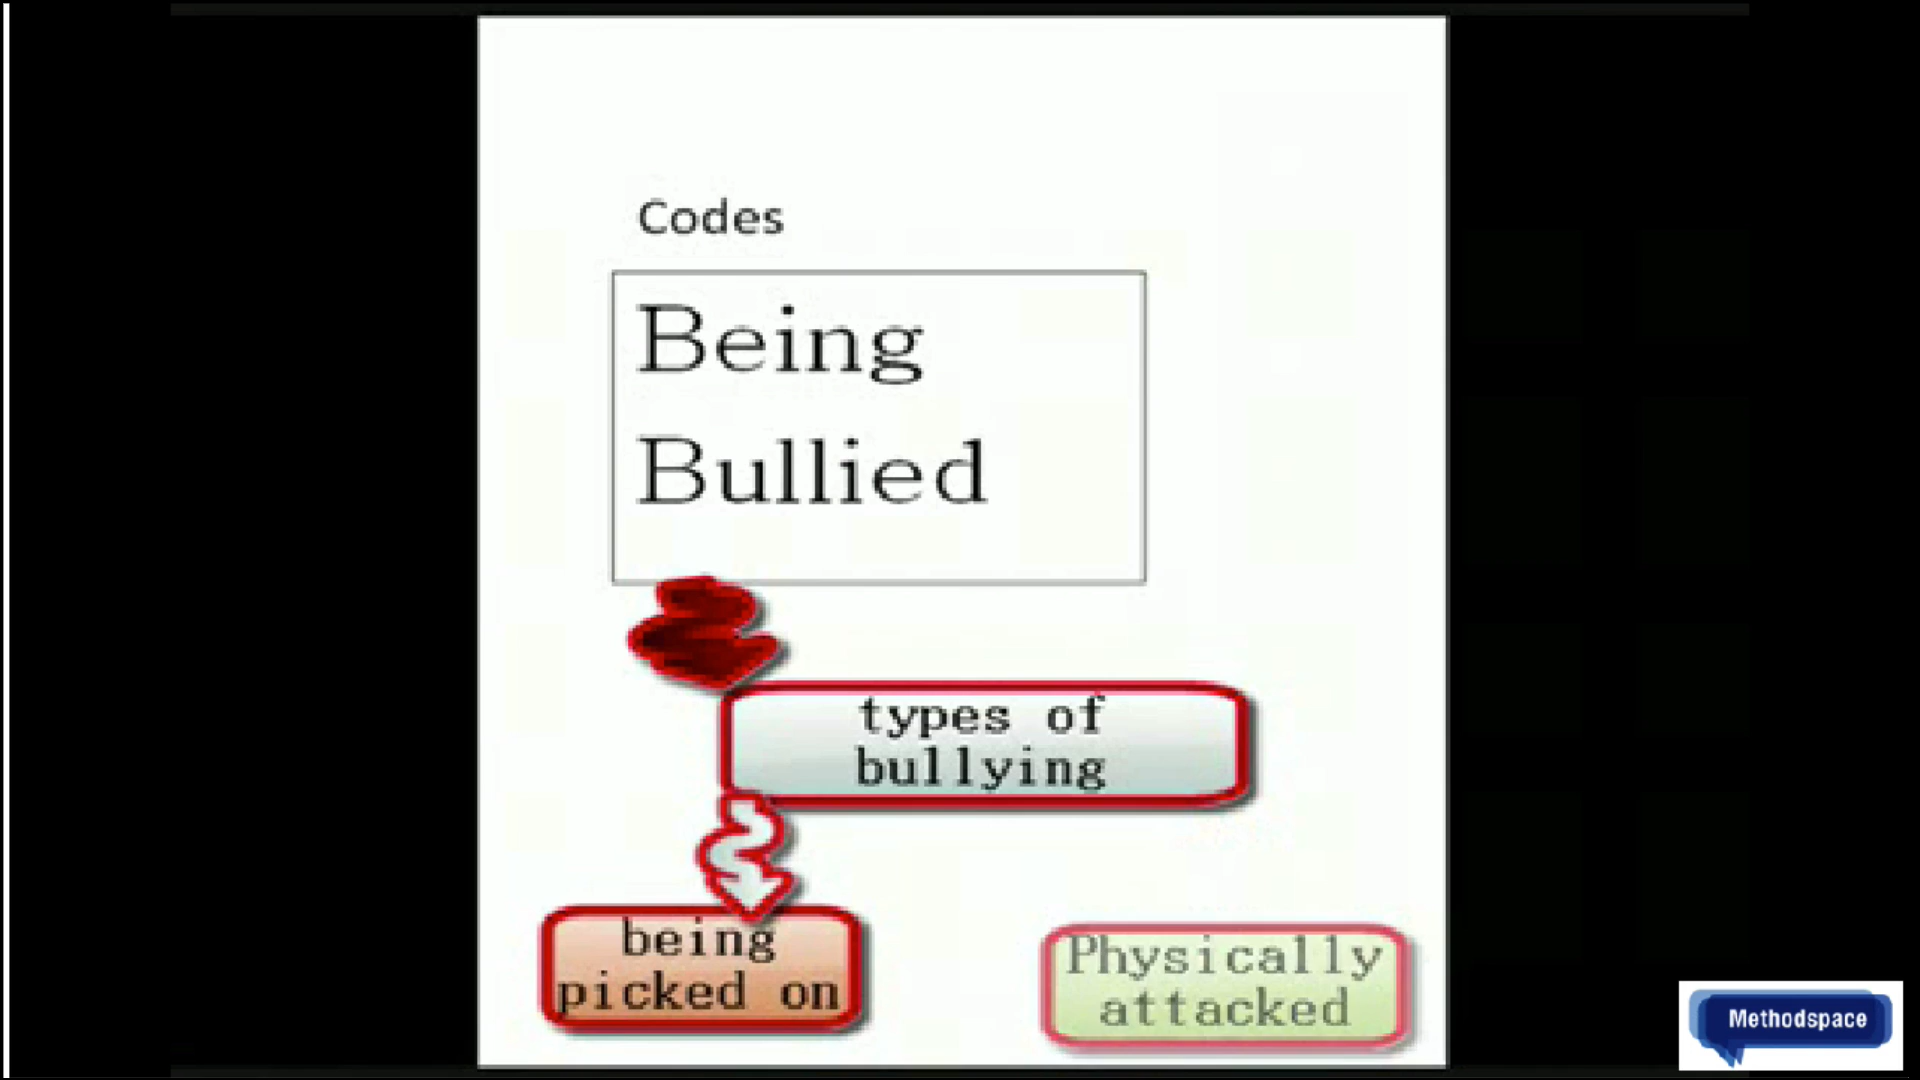 Codes
Being
Bullied
types of
bullying
being
picked on
Physically
attacked
Methodspace